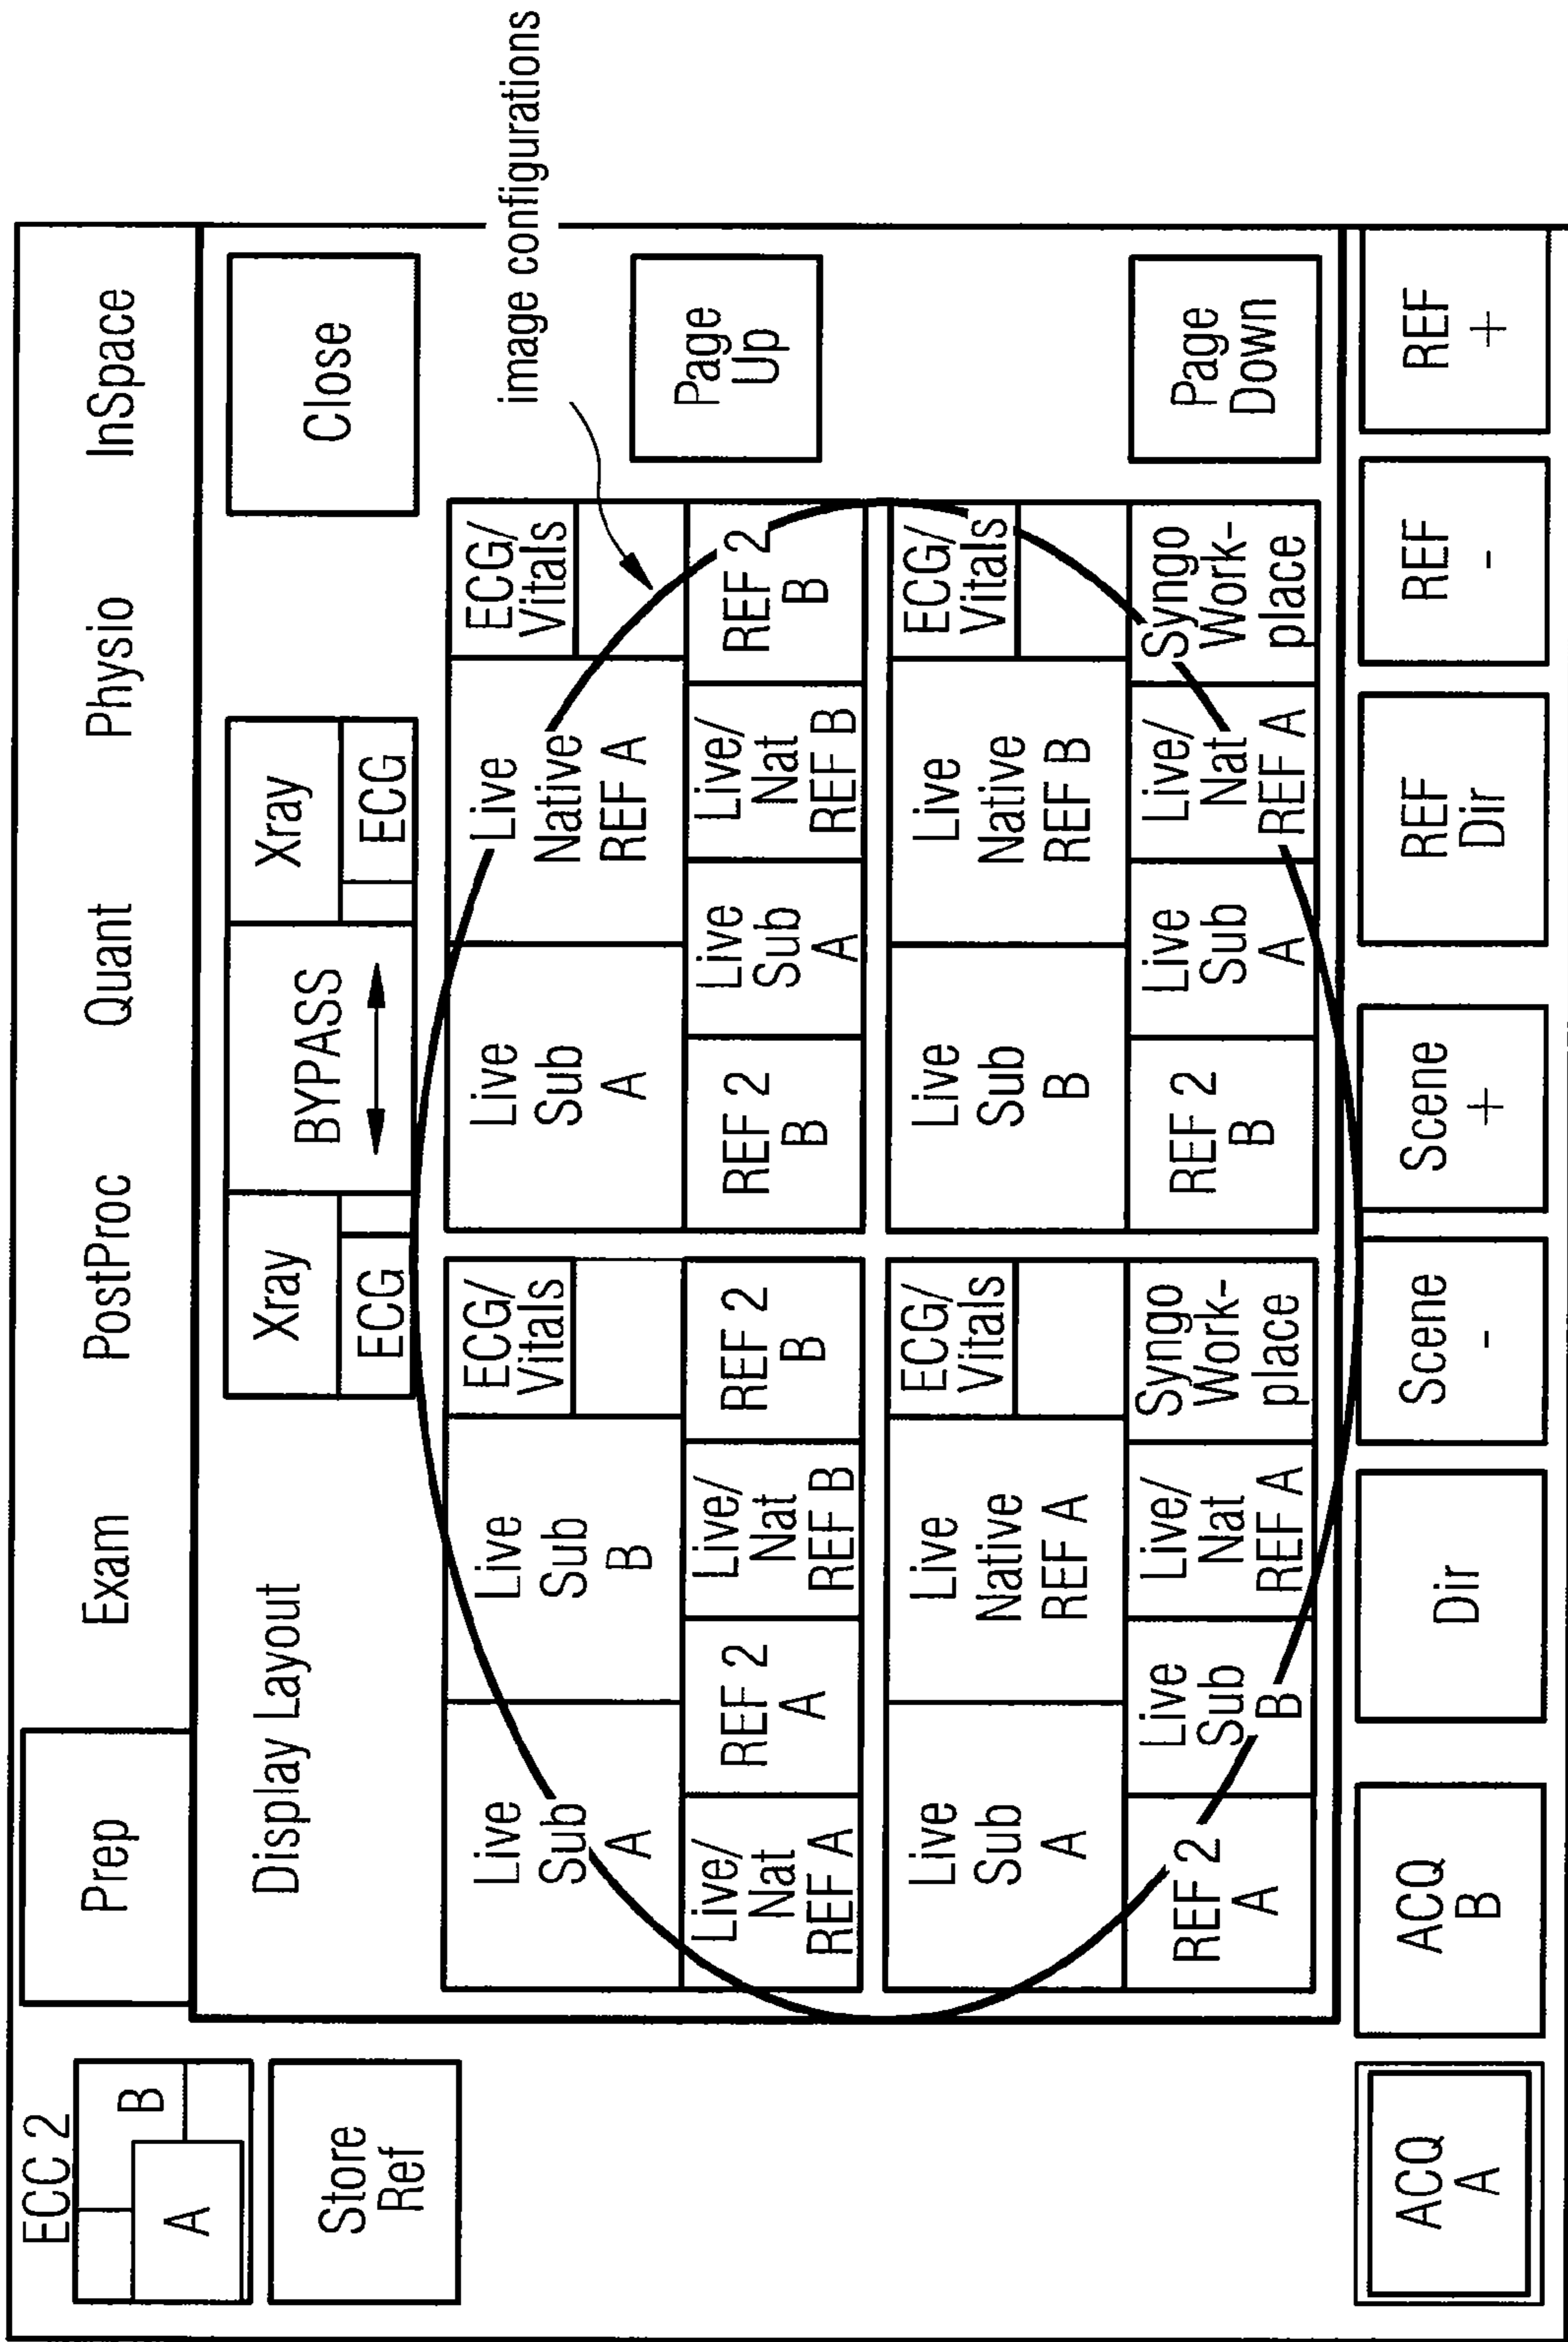 ECC 2
B
A
Store
Ref
Prep
Exam
PostProc
Quant
Physio
InSpace
Display Layout
Xray
ECG
BYPASS
Xray
ECG
Close
image configurations
Live
Sub
A
Live
Sub
B
ECG/
Vitals
Live/
Nat
REF A
REF 2
A
Live/
Nat
REF B
REF 2
B
Live
Sub
A
Live
Native
REF A
ECG/
Vitals
REF 2
B
Live
Sub
A
Live/
Nat
REF B
REF 2
B
Page
Up
Live
Sub
A
Live
Native
REF A
ECG/
Vitals
REF 2
A
Live
Sub
B
Live/
Nat
REF A
Syngo
Work-
place
Live
Sub
B
Live
Native
REF B
ECG/
Vitals
REF 2
B
Live
Sub
A
Live/
Nat
REF A
Syngo
Work-
place
Page
Down
ACQ
A
ACQ
B
Dir
Scene
-
Scene
+
REF
Dir
REF
-
REF
+